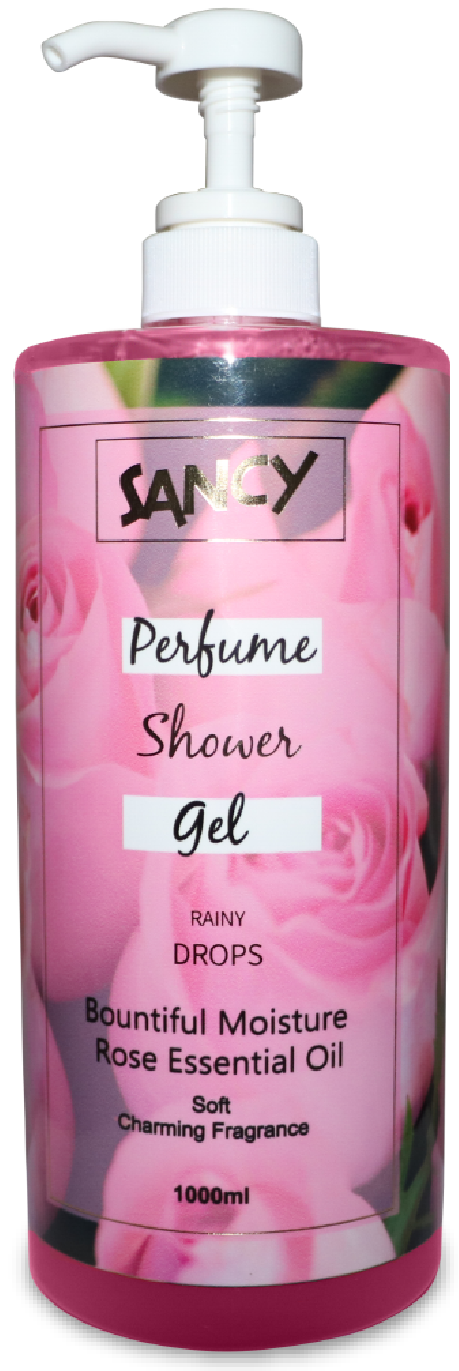 SANCY
Perfume
Shower
Gel
RAINY
DROPS
Bountiful Moisture
Rose Essential Oil
Soft
Charming Fragrance
1000ml